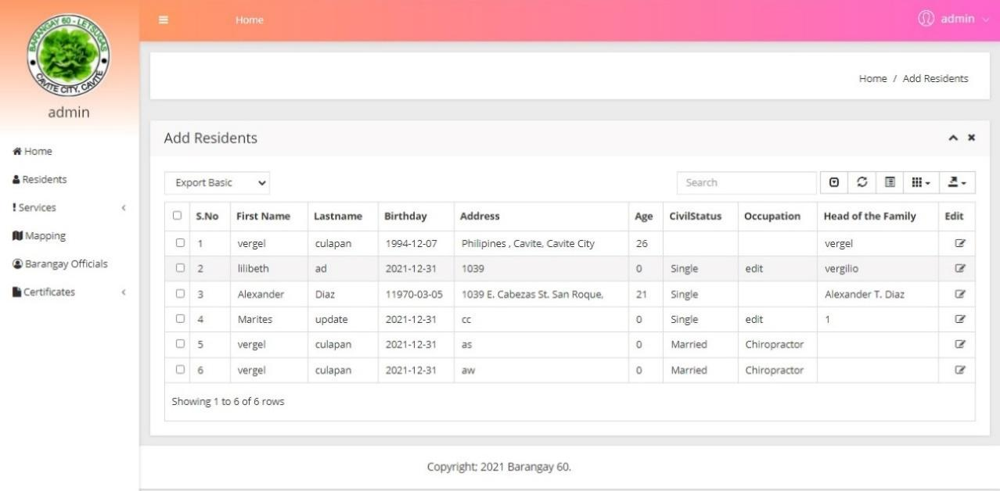 BARANGAY 60 - LETSUGAS
CAVITE CITY, CAVITE
admin
Home
Residents
Services
Mapping
Barangay Officials
Certificates
Home
admin
Home / Add Residents
Add Residents
Export Basic
Search
S.No First Name Lastname Birthday Address Age CivilStatus Occupation Head of the Family Edit
1 vergel culapan 1994-12-07 Philipines , Cavite, Cavite City 26 vergel
2 lilibeth ad 2021-12-31 1039 0 Single edit vergilio
3 Alexander Diaz 11970-03-05 1039 E. Cabezas St. San Roque, 21 Single Alexander T. Diaz
4 Marites update 2021-12-31 cc 0 Single edit 1
5 vergel culapan 2021-12-31 as 0 Married Chiropractor
6 vergel culapan 2021-12-31 aw 0 Married Chiropractor
Showing 1 to 6 of 6 rows
Copyright; 2021 Barangay 60.